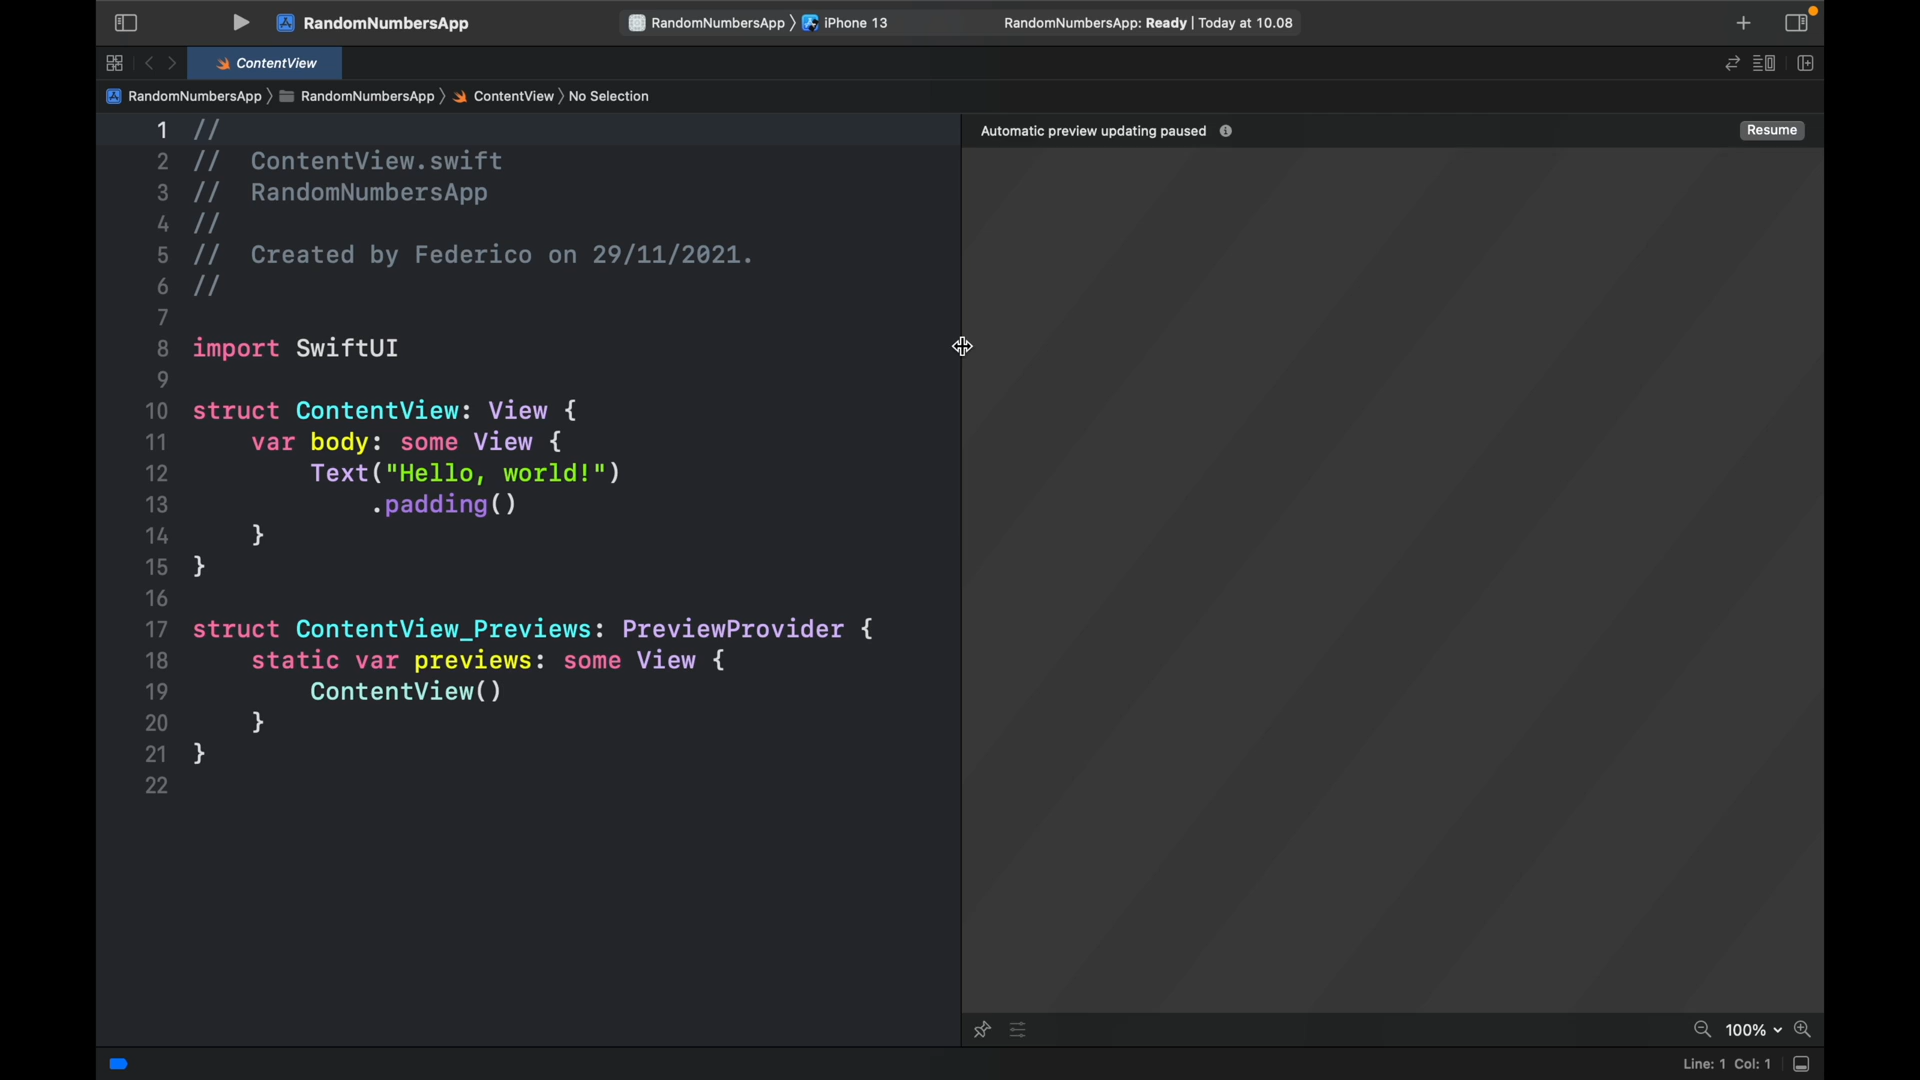 RandomNumbersApp
RandomNumbersApp iPhone 13
RandomNumbersApp: Ready | Today at 10.08
ContentView
RandomNumbersApp RandomNumbersApp ContentView No Selection
1 //
2 //  ContentView.swift
3 //  RandomNumbersApp
4 //
5 //  Created by Federico on 29/11/2021.
6 //
7
8 import SwiftUI
9
10 struct ContentView: View {
11     var body: some View {
12         Text("Hello, world!")
13             .padding()
14     }
15 }
16
17 struct ContentView_Previews: PreviewProvider {
18     static var previews: some View {
19         ContentView()
20     }
21 }
22
Automatic preview updating paused
Resume
100%
Line: 1 Col: 1